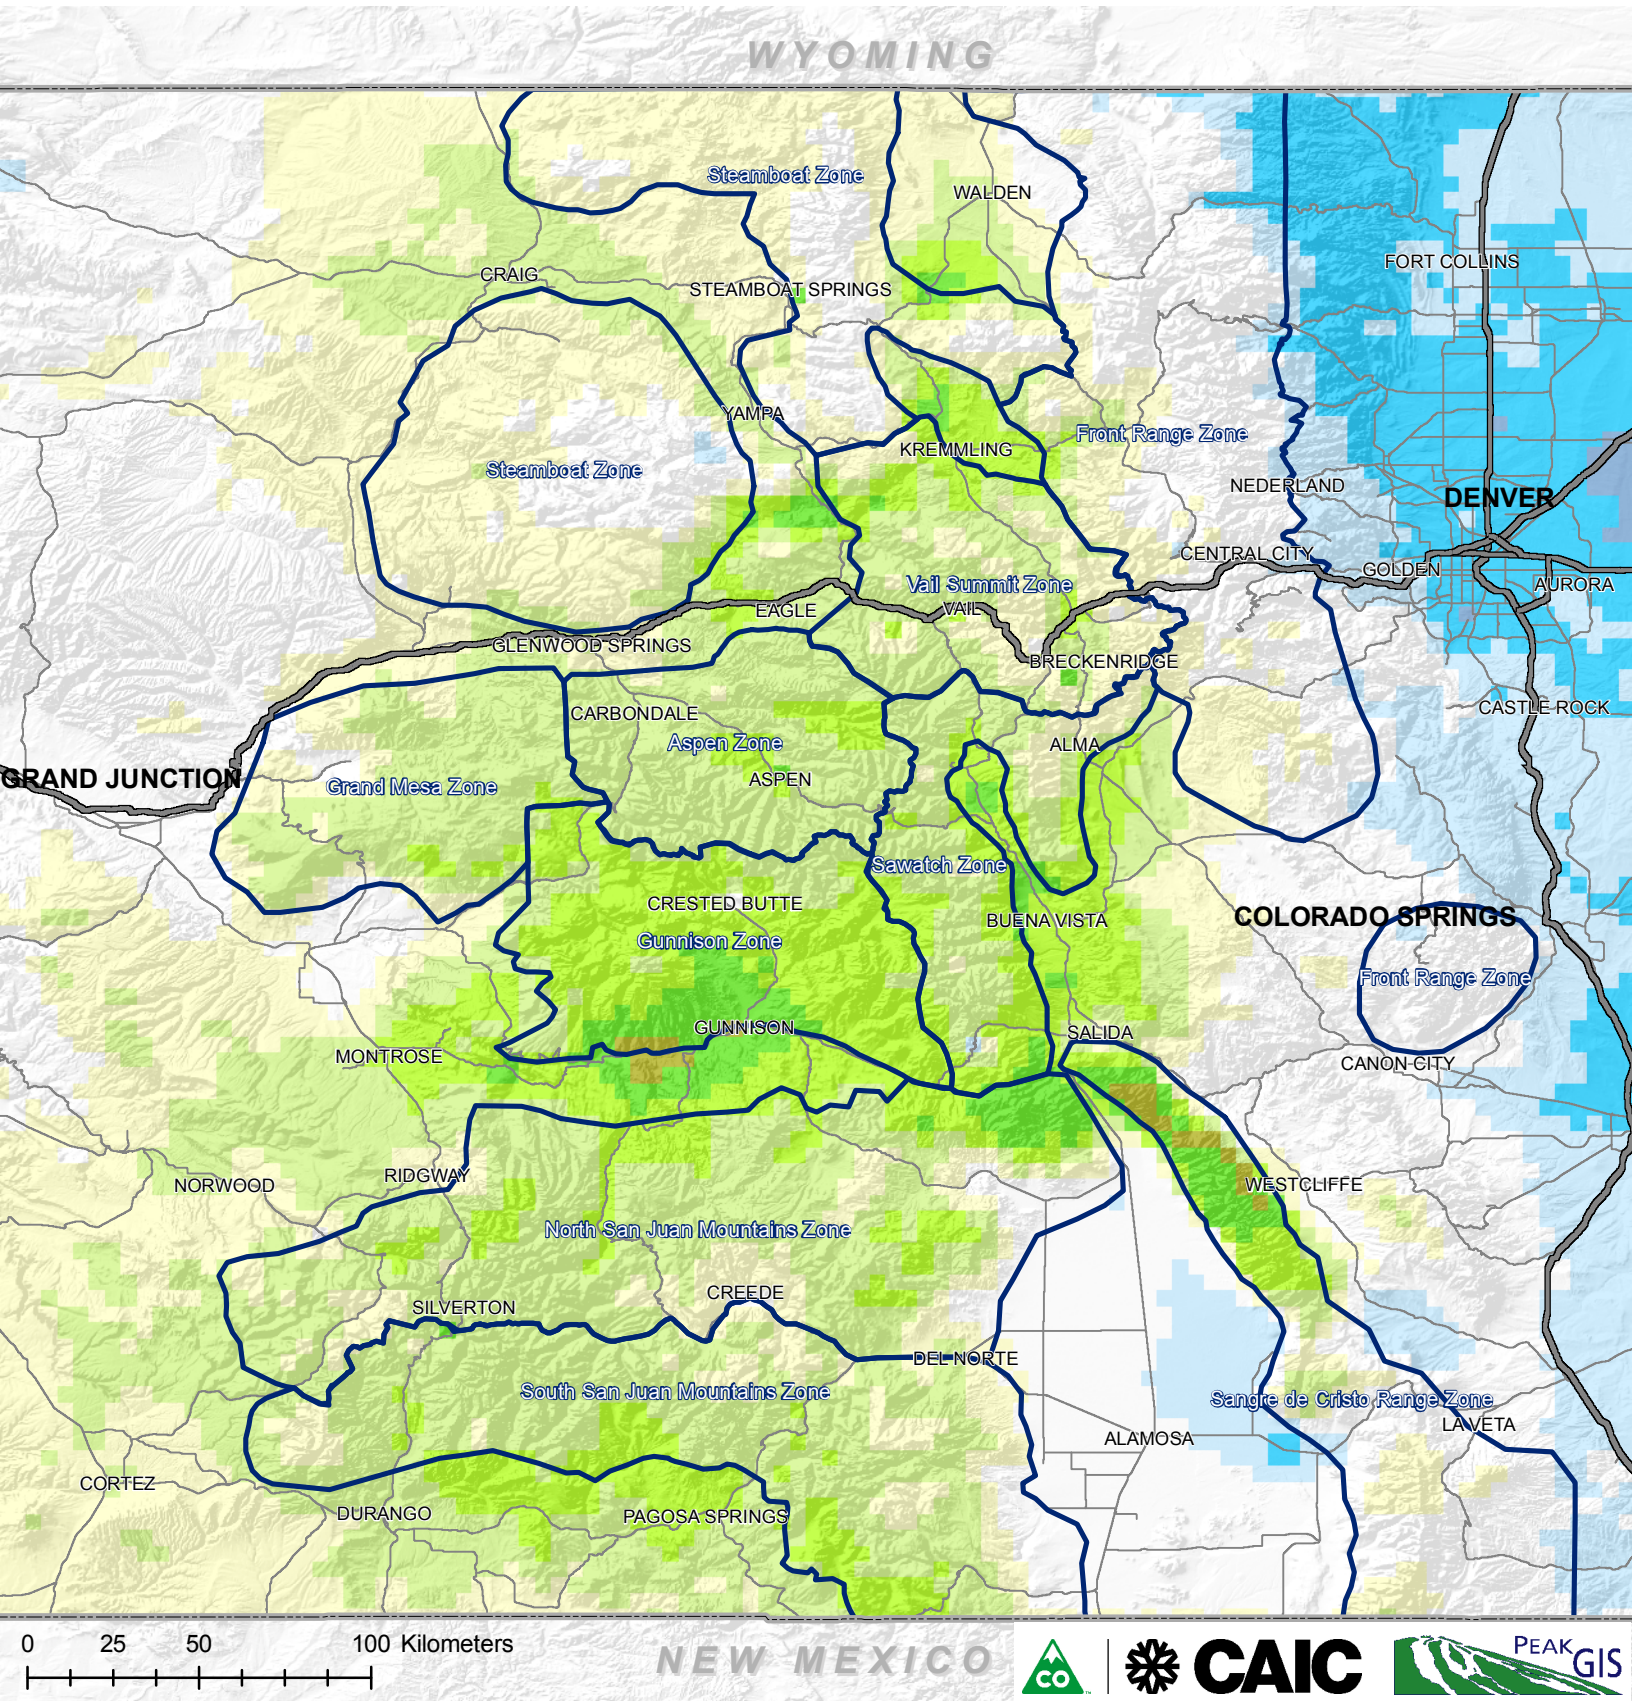 WYOMING
Steamboat Zone
WALDEN
FORT COLLINS
CRAIG
STEAMBOAT SPRINGS
YAMPA
Front Range Zone
KREMMLING
Steamboat Zone
NEDERLAND
DENVER
CENTRAL CITY
GOLDEN
AURORA
Vail Summit Zone
EAGLE
VAIL
GLENWOOD SPRINGS
BRECKENRIDGE
CARBONDALE
CASTLE ROCK
Aspen Zone
ALMA
GRAND JUNCTION
ASPEN
Grand Mesa Zone
Sawatch Zone
CRESTED BUTTE
BUENA VISTA
COLORADO SPRINGS
Gunnison Zone
Front Range Zone
GUNNISON
SALIDA
MONTROSE
CANON CITY
RIDGWAY
NORWOOD
WESTCLIFFE
North San Juan Mountains Zone
CREEDE
SILVERTON
DEL NORTE
South San Juan Mountains Zone
Sangre de Cristo Range Zone
LA VETA
ALAMOSA
CORTEZ
DURANGO
PAGOSA SPRINGS
0 25 50 100 Kilometers
NEW MEXICO
CO
CAIC
PEAK
GIS